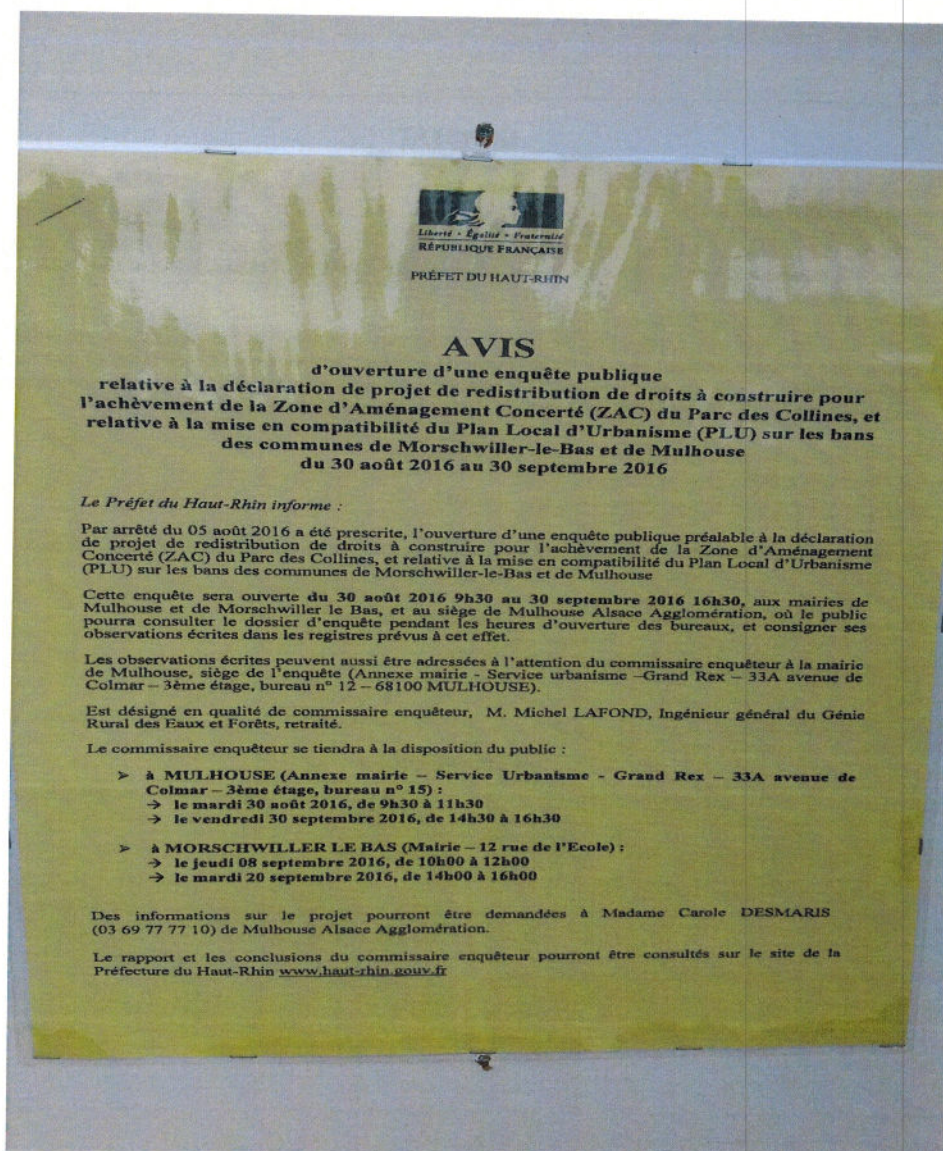 Liberté • Égalité • Fraternité
RÉPUBLIQUE FRANÇAISE
PRÉFET DU HAUT-RHIN
AVIS
d'ouverture d'une enquête publique
relative à la déclaration de projet de redistribution de droits à construire pour
l'achèvement de la Zone d'Aménagement Concerté (ZAC) du Parc des Collines, et
relative à la mise en compatibilité du Plan Local d'Urbanisme (PLU) sur les bans
des communes de Morschwiller-le-Bas et de Mulhouse
du 30 août 2016 au 30 septembre 2016
Le Préfet du Haut-Rhin informe :
Par arrêté du 05 août 2016 a été prescrite, l'ouverture d'une enquête publique préalable à la déclaration
de projet de redistribution de droits à construire pour l'achèvement de la Zone d'Aménagement
Concerté (ZAC) du Parc des Collines, et relative à la mise en compatibilité du Plan Local d'Urbanisme
(PLU) sur les bans des communes de Morschwiller-le-Bas et de Mulhouse
Cette enquête sera ouverte du 30 août 2016 9h30 au 30 septembre 2016 16h30, aux mairies de
Mulhouse et de Morschwiller le Bas, et au siège de Mulhouse Alsace Agglomération, où le public
pourra consulter le dossier d'enquête pendant les heures d'ouverture des bureaux, et consigner ses
observations écrites dans les registres prévus à cet effet.
Les observations écrites peuvent aussi être adressées à l'attention du commissaire enquêteur à la mairie
de Mulhouse, siège de l'enquête (Annexe mairie - Service urbanisme –Grand Rex – 33A avenue de
Colmar – 3ème étage, bureau n° 12 – 68100 MULHOUSE).
Est désigné en qualité de commissaire enquêteur, M. Michel LAFOND, Ingénieur général du Génie
Rural des Eaux et Forêts, retraité.
Le commissaire enquêteur se tiendra à la disposition du public :
➢ à MULHOUSE (Annexe mairie – Service Urbanisme - Grand Rex – 33A avenue de
Colmar – 3ème étage, bureau n° 15) :
→ le mardi 30 août 2016, de 9h30 à 11h30
→ le vendredi 30 septembre 2016, de 14h30 à 16h30
➢ à MORSCHWILLER LE BAS (Mairie – 12 rue de l'Ecole) :
→ le jeudi 08 septembre 2016, de 10h00 à 12h00
→ le mardi 20 septembre 2016, de 14h00 à 16h00
Des informations sur le projet pourront être demandées à Madame Carole DESMARIS
(03 69 77 77 10) de Mulhouse Alsace Agglomération.
Le rapport et les conclusions du commissaire enquêteur pourront être consultés sur le site de la
Préfecture du Haut-Rhin www.haut-rhin.gouv.fr